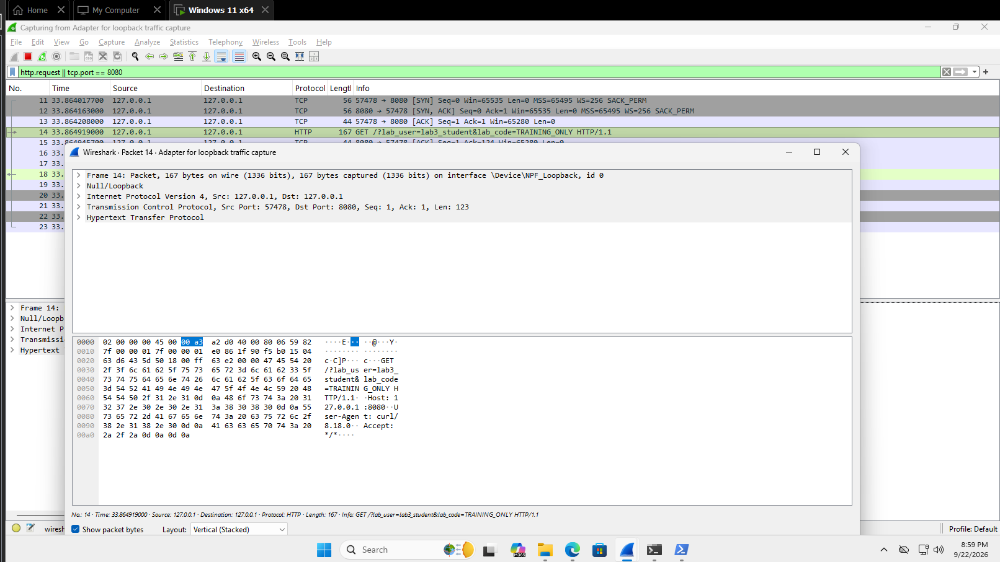 Home
My Computer
Windows 11 x64
Capturing from Adapter for loopback traffic capture
File Edit View Go Capture Analyze Statistics Telephony Wireless Tools Help
http.request || tcp.port == 8080
No. Time Source Destination Protocol Length Info
11 33.864017700 127.0.0.1 127.0.0.1 TCP 56 57478 → 8080 [SYN] Seq=0 Win=65535 Len=0 MSS=65495 WS=256 SACK_PERM
12 33.864163000 127.0.0.1 127.0.0.1 TCP 56 8080 → 57478 [SYN, ACK] Seq=0 Ack=1 Win=65535 Len=0 MSS=65495 WS=256 SACK_PERM
13 33.864208000 127.0.0.1 127.0.0.1 TCP 44 57478 → 8080 [ACK] Seq=1 Ack=1 Win=65280 Len=0
14 33.864919000 127.0.0.1 127.0.0.1 HTTP 167 GET /?lab_user=lab3_student&lab_code=TRAINING_ONLY HTTP/1.1
15 33.864945700 127.0.0.1 127.0.0.1 TCP 44 8080 → 57478 [ACK] Seq=1 Ack=124 Win=65280 Len=0
16 33.
17 33.
18 33.
19 33.
20 33.
21 33.
22 33.
23 33.
Wireshark · Packet 14 · Adapter for loopback traffic capture
Frame 14: Packet, 167 bytes on wire (1336 bits), 167 bytes captured (1336 bits) on interface \Device\NPF_Loopback, id 0
Null/Loopback
Internet Protocol Version 4, Src: 127.0.0.1, Dst: 127.0.0.1
Transmission Control Protocol, Src Port: 57478, Dst Port: 8080, Seq: 1, Ack: 1, Len: 123
Hypertext Transfer Protocol
Frame 14:
Null/Loopb
Internet P
Transmissi
Hypertext
0000 02 00 00 00 45 00 00 a3 a2 d0 40 00 80 06 59 82 ····E··· ··@···Y·
0010 7f 00 00 01 7f 00 00 01 e0 86 1f 90 f5 b0 15 04 ········ ········
0020 63 d6 43 5d 50 18 00 ff 63 e2 00 00 47 45 54 20 c·C]P··· c···GET
0030 2f 3f 6c 61 62 5f 75 73 65 72 3d 6c 61 62 33 5f /?lab_us er=lab3_
0040 73 74 75 64 65 6e 74 26 6c 61 62 5f 63 6f 64 65 student& lab_code
0050 3d 54 52 41 49 4e 49 4e 47 5f 4f 4e 4c 59 20 48 =TRAININ G_ONLY H
0060 54 54 50 2f 31 2e 31 0d 0a 48 6f 73 74 3a 20 31 TTP/1.1· ·Host: 1
0070 32 37 2e 30 2e 30 2e 31 3a 38 30 38 30 0d 0a 55 27.0.0.1 :8080··U
0080 73 65 72 2d 41 67 65 6e 74 3a 20 63 75 72 6c 2f ser-Agen t: curl/
0090 38 2e 31 38 2e 30 0d 0a 41 63 63 65 70 74 3a 20 8.18.0·· Accept:
00a0 2a 2f 2a 0d 0a 0d 0a */*····
No.: 14 · Time: 33.864919000 · Source: 127.0.0.1 · Destination: 127.0.0.1 · Protocol: HTTP · Length: 167 · Info: GET /?lab_user=lab3_student&lab_code=TRAINING_ONLY HTTP/1.1
Show packet bytes Layout: Vertical (Stacked)
wiresh
Profile: Default
Search
M365
8:59 PM
9/22/2026